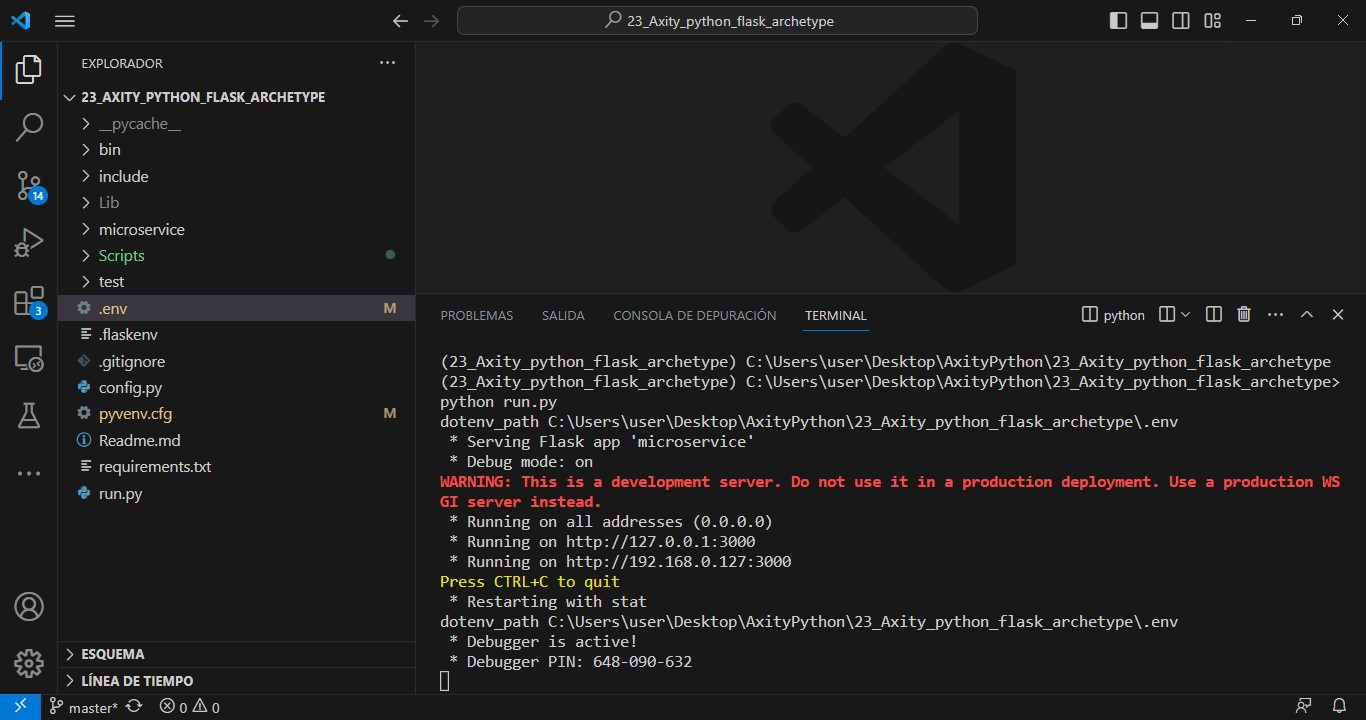 23_Axity_python_flask_archetype
EXPLORADOR
23_AXITY_PYTHON_FLASK_ARCHETYPE
__pycache__
bin
include
Lib
microservice
Scripts
test
.env M
.flaskenv
.gitignore
config.py
pyvenv.cfg M
Readme.md
requirements.txt
run.py
14
3
ESQUEMA
LÍNEA DE TIEMPO
PROBLEMAS SALIDA CONSOLA DE DEPURACIÓN TERMINAL python
(23_Axity_python_flask_archetype) C:\Users\user\Desktop\AxityPython\23_Axity_python_flask_archetype
(23_Axity_python_flask_archetype) C:\Users\user\Desktop\AxityPython\23_Axity_python_flask_archetype>
python run.py
dotenv_path C:\Users\user\Desktop\AxityPython\23_Axity_python_flask_archetype\.env
* Serving Flask app 'microservice'
* Debug mode: on
WARNING: This is a development server. Do not use it in a production deployment. Use a production WS
GI server instead.
* Running on all addresses (0.0.0.0)
* Running on http://127.0.0.1:3000
* Running on http://192.168.0.127:3000
Press CTRL+C to quit
* Restarting with stat
dotenv_path C:\Users\user\Desktop\AxityPython\23_Axity_python_flask_archetype\.env
* Debugger is active!
* Debugger PIN: 648-090-632
master* 0 0